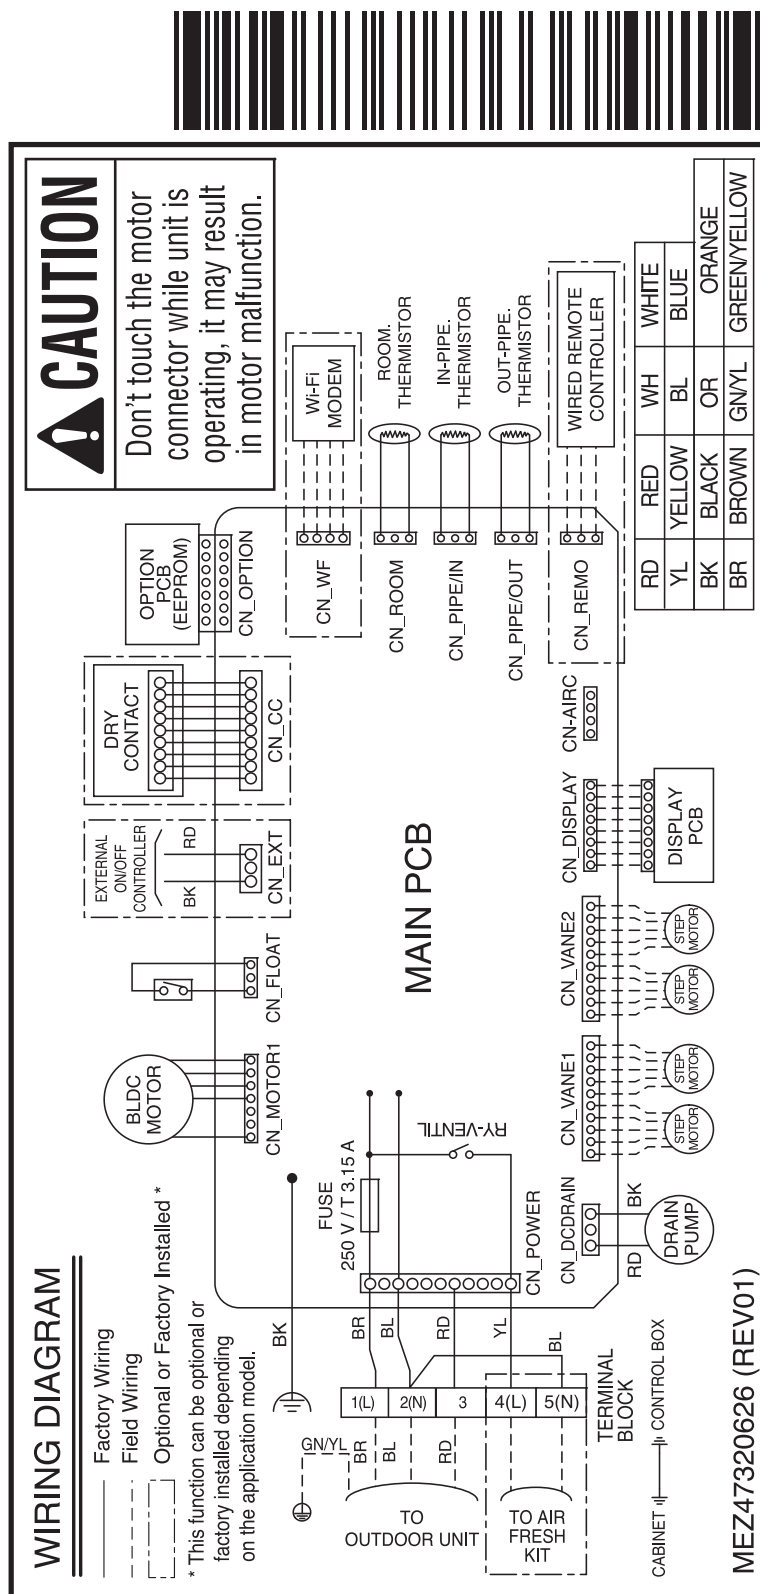 WIRING DIAGRAM
CAUTION
Don't touch the motor
connector while unit is
operating, it may result
in motor malfunction.
Factory Wiring
Field Wiring
Optional or Factory Installed *
* This function can be optional or
factory installed depending
on the application model.
BLDC
MOTOR
CN_MOTOR1
CN_FLOAT
EXTERNAL
ON/OFF
CONTROLLER
BK
RD
CN_EXT
DRY
CONTACT
CN_CC
OPTION
PCB
(EEPROM)
CN_OPTION
Wi-Fi
MODEM
CN_WF
ROOM.
THERMISTOR
CN_ROOM
IN-PIPE.
THERMISTOR
CN_PIPE/IN
OUT-PIPE.
THERMISTOR
CN_PIPE/OUT
WIRED REMOTE
CONTROLLER
CN_REMO
MAIN PCB
BK
FUSE
250 V / T 3.15 A
RY-VENTIL
CN_POWER
BR
BL
RD
YL
BL
1(L)
2(N)
3
4(L)
5(N)
TERMINAL
BLOCK
GN/YL
BR
BL
RD
TO
OUTDOOR UNIT
TO AIR
FRESH
KIT
CN_DCDRAIN
RD
BK
DRAIN
PUMP
CN_VANE1
STEP
MOTOR
STEP
MOTOR
CN_VANE2
STEP
MOTOR
STEP
MOTOR
CN_DISPLAY
DISPLAY
PCB
CN-AIRC
CABINET
CONTROL BOX
RD RED WH WHITE
YL YELLOW BL BLUE
BK BLACK OR ORANGE
BR BROWN GN/YL GREEN/YELLOW
MEZ47320626 (REV01)